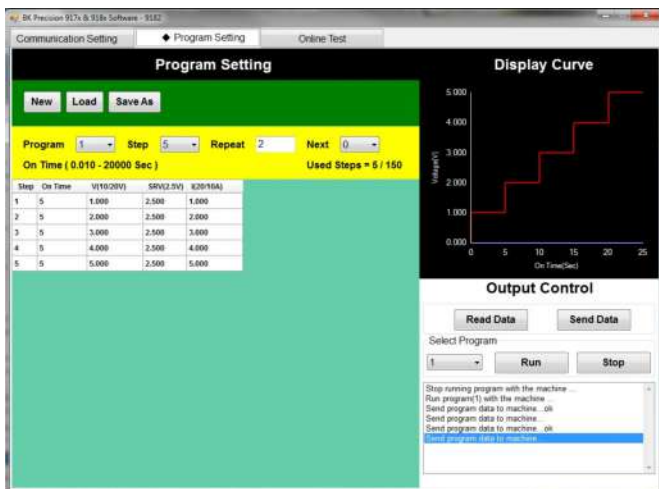 BK Precision 917x & 918x Software - 9182
Communication Setting
◆ Program Setting
Online Test
Program Setting
New
Load
Save As
Program 1 Step 5 Repeat 2 Next 0
On Time ( 0.010 - 20000 Sec ) Used Steps = 5 / 150
Step On Time V(10/20V) SRV(2.5V) I(20/10A)
1 5 1.000 2.500 1.000
2 5 2.000 2.500 2.000
3 5 3.000 2.500 3.000
4 5 4.000 2.500 4.000
5 5 5.000 2.500 5.000
Display Curve
5.000
4.000
3.000
2.000
1.000
0.000
Voltage(V)
0 5 10 15 20 25
On Time(Sec)
Output Control
Read Data
Send Data
Select Program
1
Run
Stop
Stop running program with the machine ...
Run program(1) with the machine ...
Send program data to machine...ok
Send program data to machine...
Send program data to machine...ok
Send program data to machine...